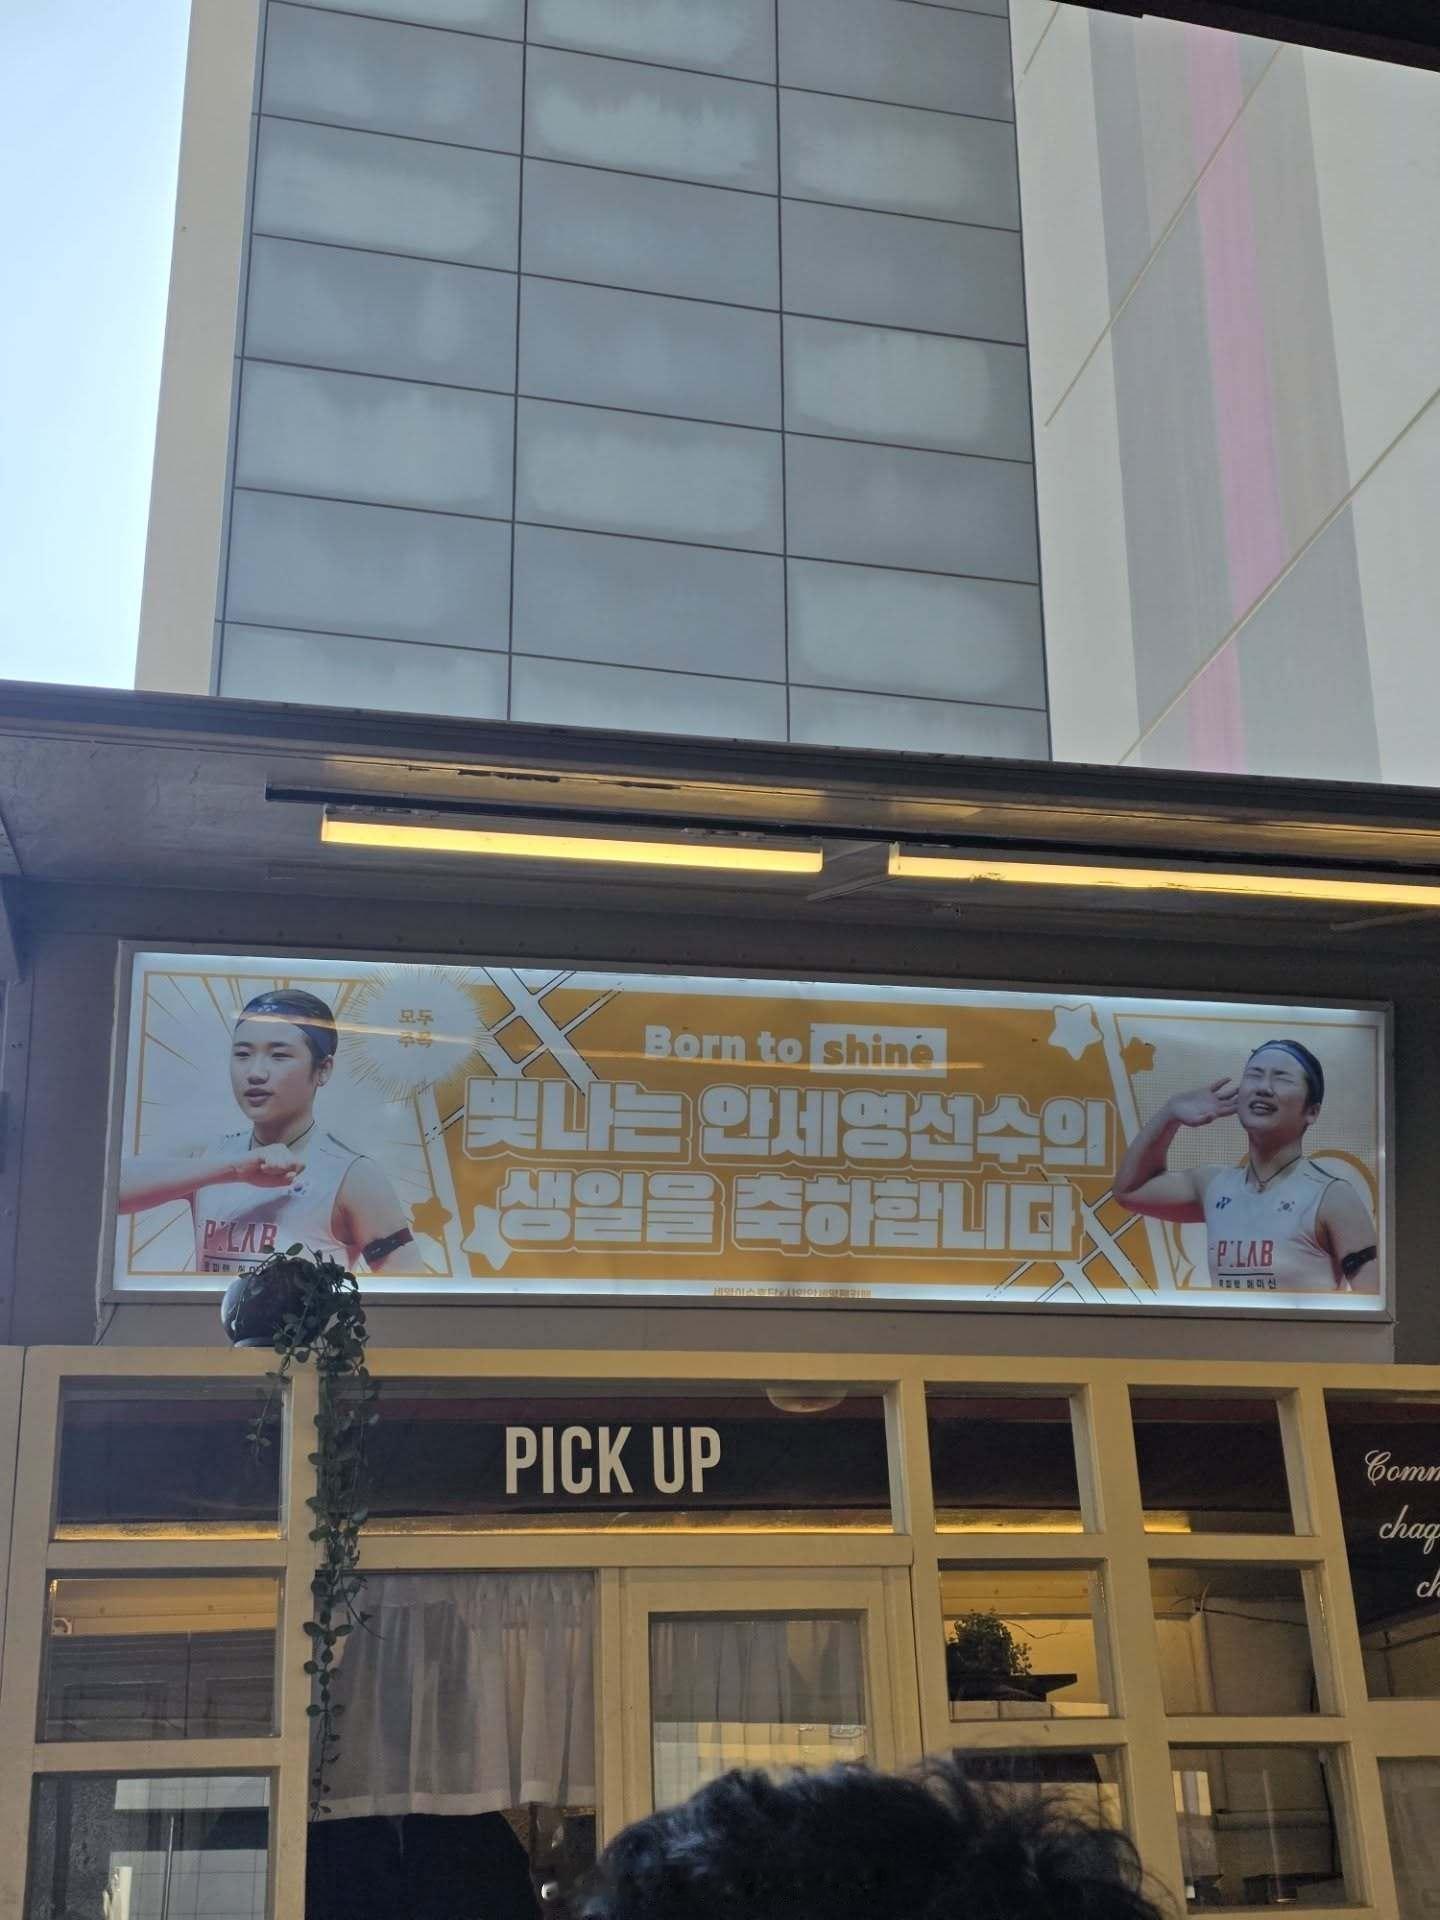 모두
주목
Born to shine
빛나는 안세영선수의
생일을 축하합니다
P:LAB
P:LAB
PICK UP
Comm
chaq
ch